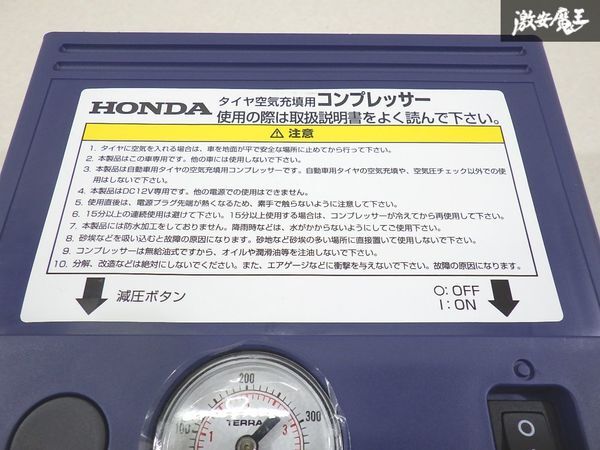 激安魔王
HONDA タイヤ空気充填用コンプレッサー
使用の際は取扱説明書をよく読んで下さい。
⚠ 注意
1. タイヤに空気を入れる場合は、車を地面が平で安全な場所に止めてから行って下さい。
2. 本製品はこの車専用です。他の車には使用しないで下さい。
3. 本製品は自動車用タイヤの空気充填用コンプレッサーです。自動車用タイヤの空気充填や、空気圧チェック以外での
使用はしないで下さい。
4. 本製品はDC12V専用です。他の電源での使用はできません。
5. 使用直後は、電源プラグ先端が熱くなるため、素手で触らないように注意して下さい。
6. 15分以上の連続使用は避けて下さい。15分以上使用する場合は、コンプレッサーが冷えてから再使用して下さい。
7. 本製品には防水加工をしておりません。降雨時などは、水がかからないようにしてご使用下さい。
8. 砂埃などを吸い込むと故障の原因になります。砂地など砂埃の多い場所に直接置いて使用しないで下さい。
9. コンプレッサーは無給油式ですから、オイルや潤滑油等を注油しないで下さい。
10. 分解、改造などは絶対にしないでください。また、エアゲージなどに衝撃を与えないで下さい。故障の原因になります。
減圧ボタン
O:OFF
I:ON
100 200 300
1 3
TERRA
O